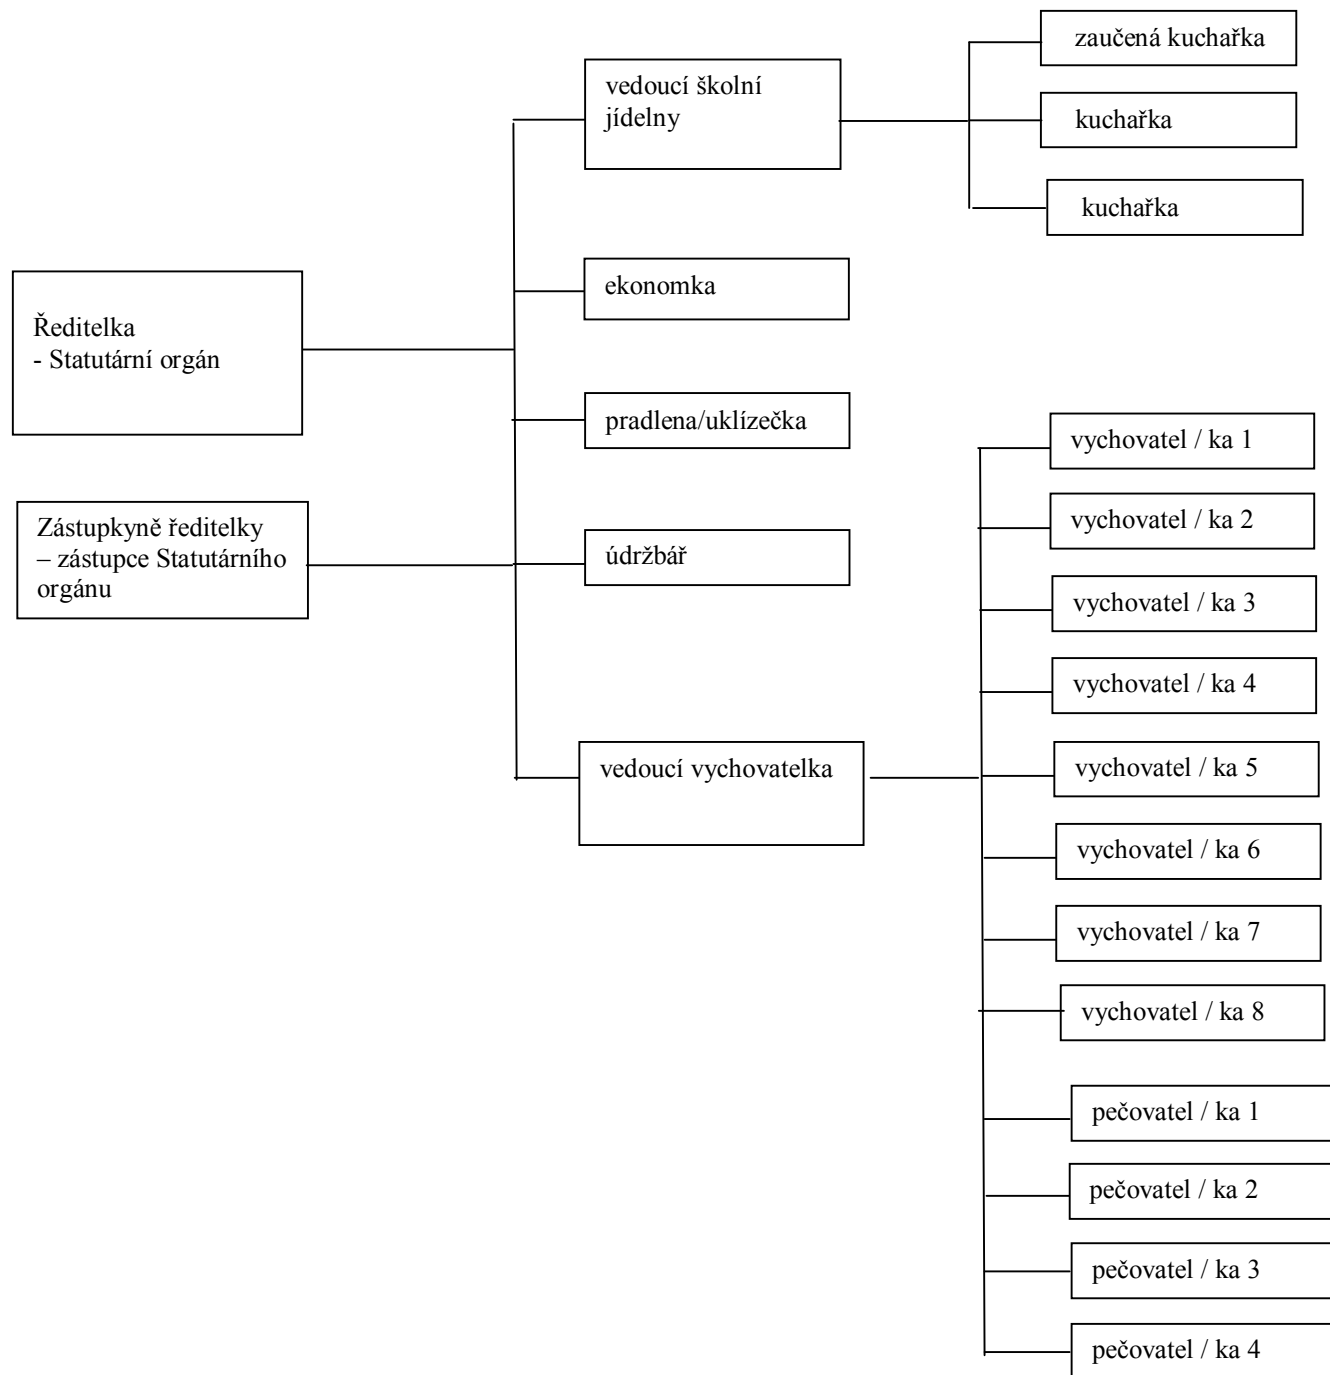 Ředitelka
- Statutární orgán
Zástupkyně ředitelky
– zástupce Statutárního
orgánu
vedoucí školní
jídelny
ekonomka
pradlena/uklízečka
údržbář
vedoucí vychovatelka
zaučená kuchařka
kuchařka
kuchařka
vychovatel / ka 1
vychovatel / ka 2
vychovatel / ka 3
vychovatel / ka 4
vychovatel / ka 5
vychovatel / ka 6
vychovatel / ka 7
vychovatel / ka 8
pečovatel / ka 1
pečovatel / ka 2
pečovatel / ka 3
pečovatel / ka 4